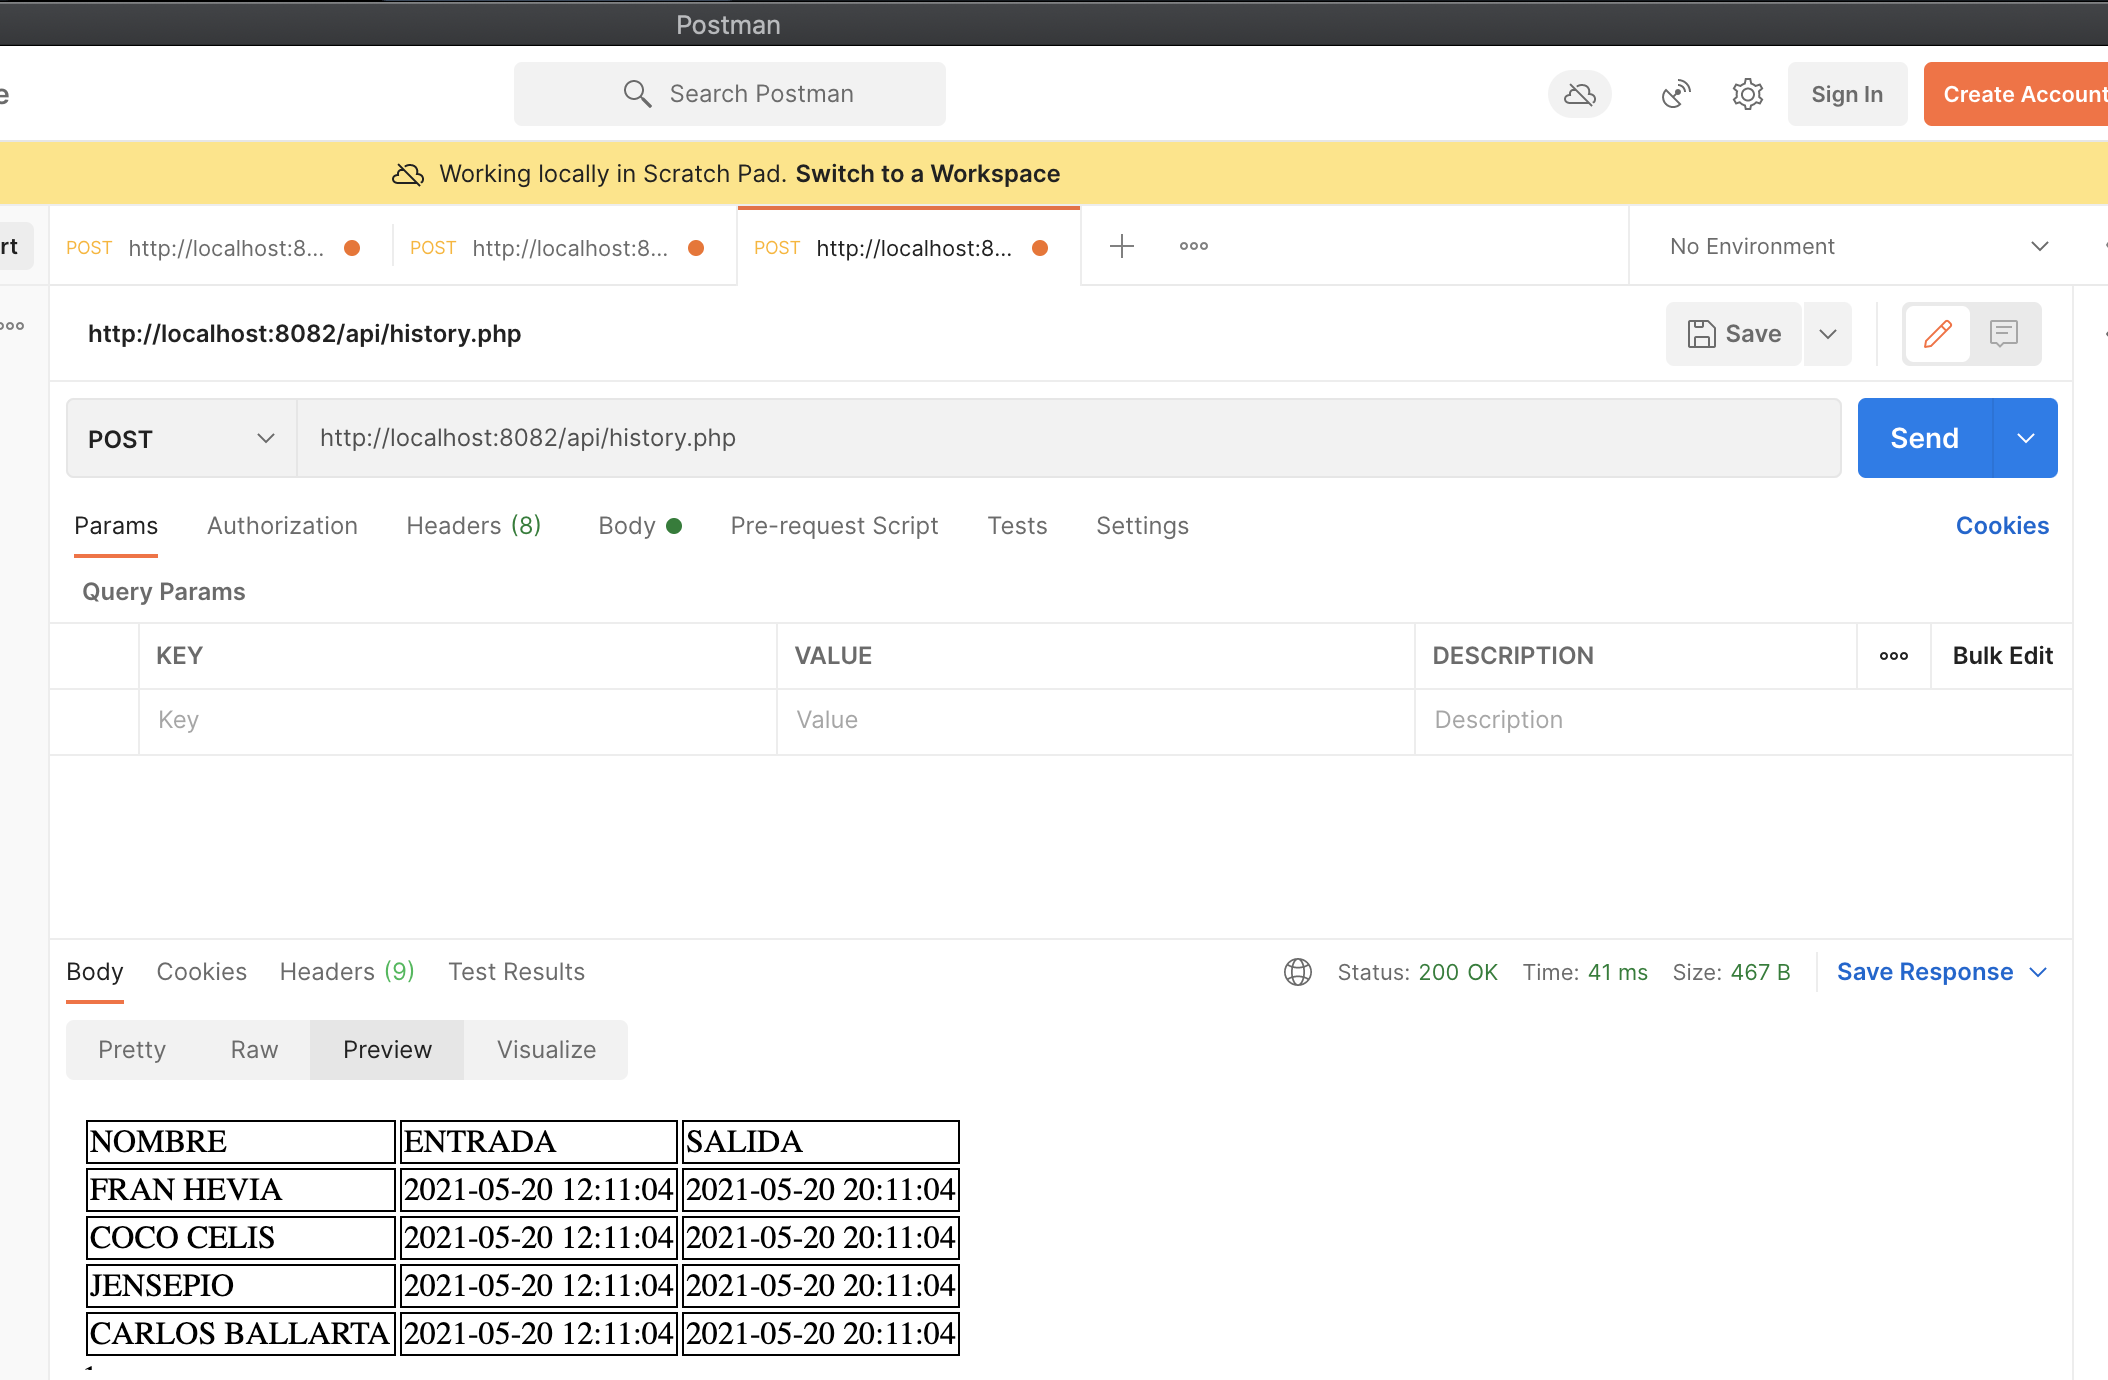 Postman
e
Search Postman
Sign In
Create Account
Working locally in Scratch Pad. Switch to a Workspace
rt
POST http://localhost:8...
POST http://localhost:8...
POST http://localhost:8...
No Environment
http://localhost:8082/api/history.php
Save
POST
http://localhost:8082/api/history.php
Send
Params Authorization Headers (8) Body Pre-request Script Tests Settings Cookies
Query Params
KEY VALUE DESCRIPTION Bulk Edit
Key Value Description
Body Cookies Headers (9) Test Results Status: 200 OK Time: 41 ms Size: 467 B Save Response
Pretty Raw Preview Visualize
NOMBRE ENTRADA SALIDA
FRAN HEVIA 2021-05-20 12:11:04 2021-05-20 20:11:04
COCO CELIS 2021-05-20 12:11:04 2021-05-20 20:11:04
JENSEPIO 2021-05-20 12:11:04 2021-05-20 20:11:04
CARLOS BALLARTA 2021-05-20 12:11:04 2021-05-20 20:11:04